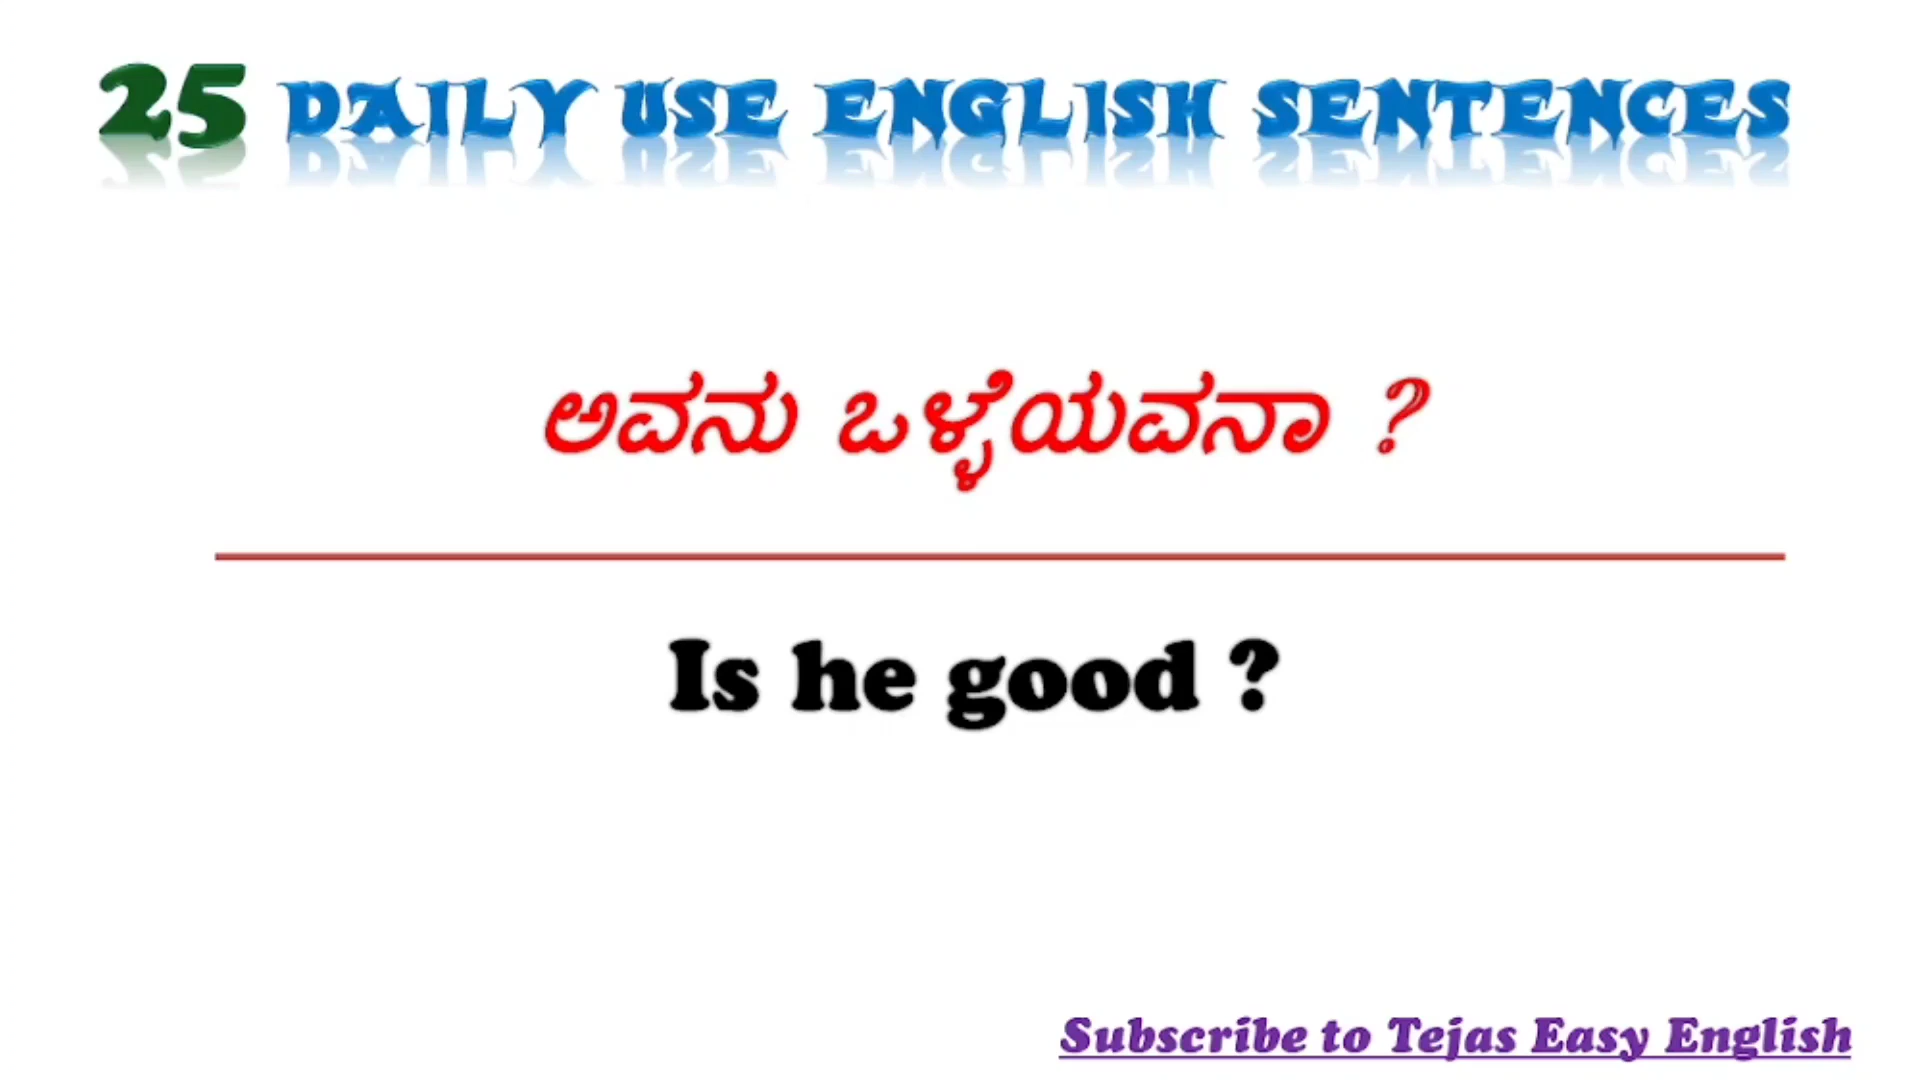 25 DAILY USE ENGLISH SENTENCES
ಅವನು ಒಳ್ಳೆಯವನಾ ?
Is he good ?
Subscribe to Tejas Easy English